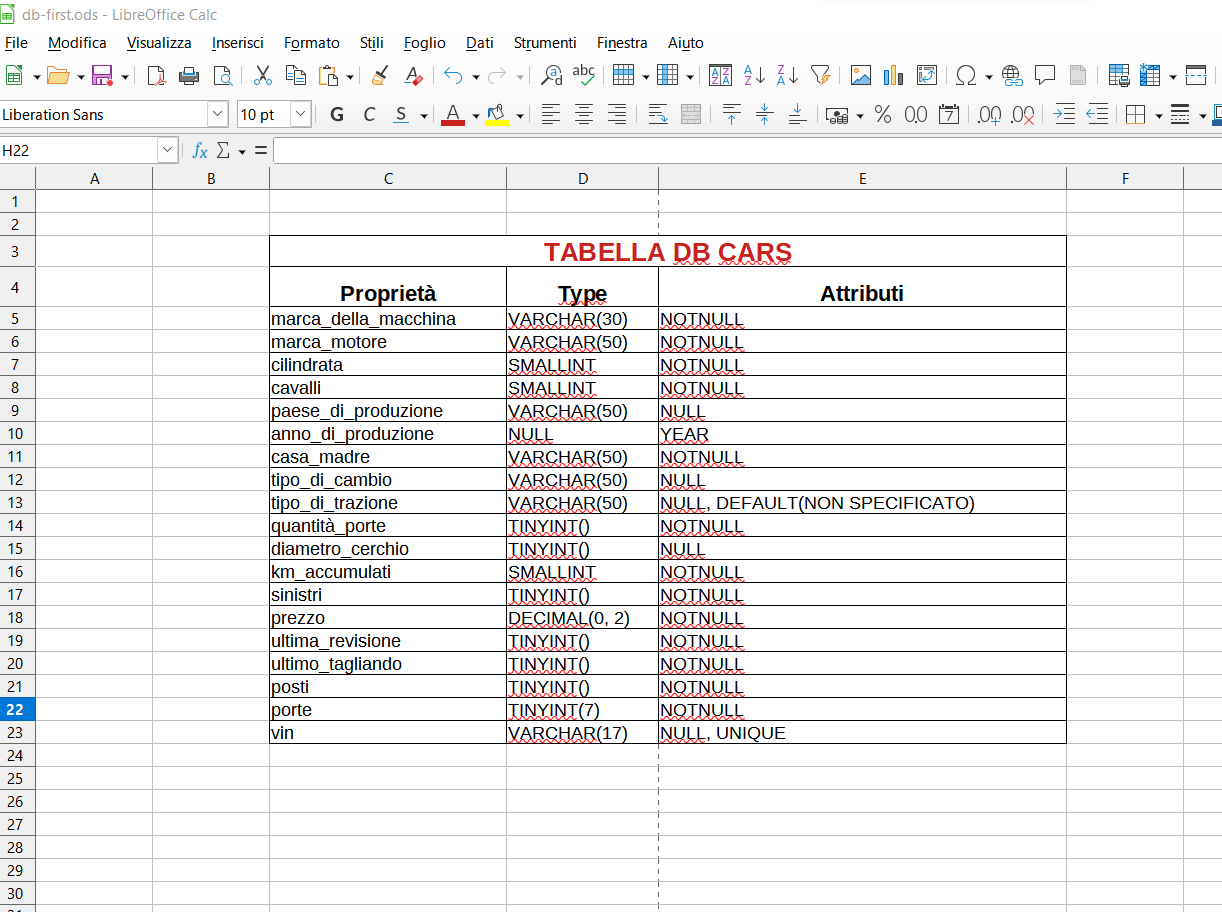 db-first.ods - LibreOffice Calc
File Modifica Visualizza Inserisci Formato Stili Foglio Dati Strumenti Finestra Aiuto
Liberation Sans 10 pt G C S A % 0,0 7 .00 .00
H22 fx Σ =
A B C D E F
1
2
3 TABELLA DB CARS
4 Proprietà Type Attributi
5 marca_della_macchina VARCHAR(30) NOTNULL
6 marca_motore VARCHAR(50) NOTNULL
7 cilindrata SMALLINT NOTNULL
8 cavalli SMALLINT NOTNULL
9 paese_di_produzione VARCHAR(50) NULL
10 anno_di_produzione NULL YEAR
11 casa_madre VARCHAR(50) NOTNULL
12 tipo_di_cambio VARCHAR(50) NULL
13 tipo_di_trazione VARCHAR(50) NULL, DEFAULT(NON SPECIFICATO)
14 quantità_porte TINYINT() NOTNULL
15 diametro_cerchio TINYINT() NULL
16 km_accumulati SMALLINT NOTNULL
17 sinistri TINYINT() NOTNULL
18 prezzo DECIMAL(0, 2) NOTNULL
19 ultima_revisione TINYINT() NOTNULL
20 ultimo_tagliando TINYINT() NOTNULL
21 posti TINYINT() NOTNULL
22 porte TINYINT(7) NOTNULL
23 vin VARCHAR(17) NULL, UNIQUE
24
25
26
27
28
29
30